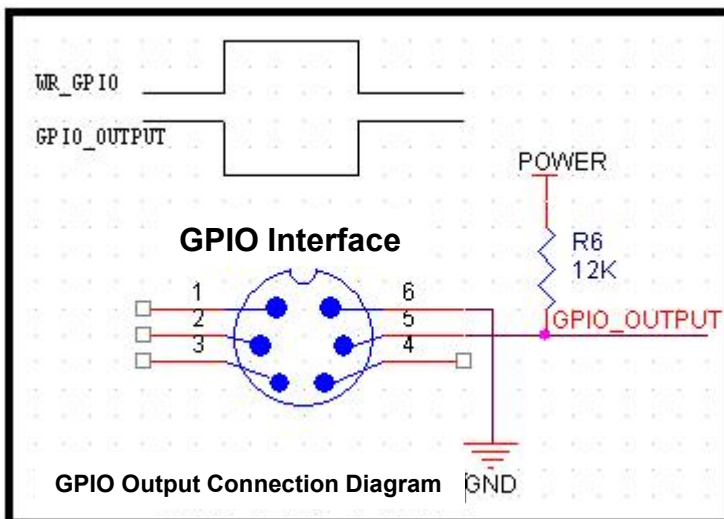 WR_GPIO
GPIO_OUTPUT
POWER
GPIO Interface
R6
12K
1
6
GPIO_OUTPUT
2
5
3
4
GPIO Output Connection Diagram
GND